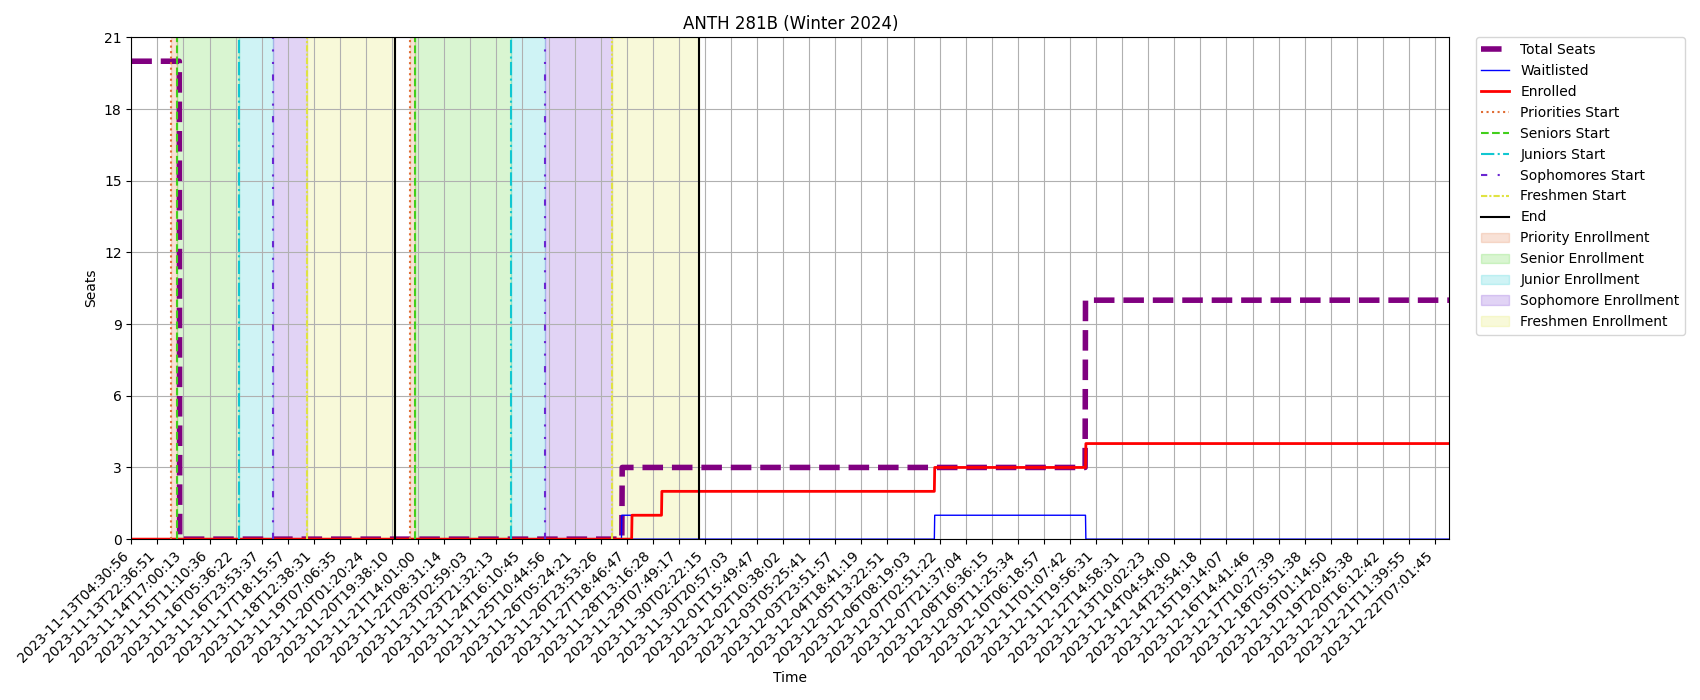 ANTH 281B (Winter 2024)
Total Seats
Waitlisted
Enrolled
Priorities Start
Seniors Start
Juniors Start
Sophomores Start
Freshmen Start
End
Priority Enrollment
Senior Enrollment
Junior Enrollment
Sophomore Enrollment
Freshmen Enrollment
Seats
21
18
15
12
9
6
3
0
2023-11-13T04:30:56
2023-11-13T22:36:51
2023-11-14T17:00:13
2023-11-15T11:10:36
2023-11-16T05:36:22
2023-11-16T23:53:37
2023-11-17T18:15:57
2023-11-18T12:38:31
2023-11-19T07:06:35
2023-11-20T01:20:24
2023-11-20T19:38:10
2023-11-21T14:01:00
2023-11-22T08:31:14
2023-11-23T02:59:03
2023-11-23T21:32:13
2023-11-24T16:10:45
2023-11-25T10:44:56
2023-11-26T05:24:21
2023-11-26T23:53:26
2023-11-27T18:46:47
2023-11-28T13:16:28
2023-11-29T07:49:17
2023-11-30T02:22:15
2023-11-30T20:57:03
2023-12-01T15:49:47
2023-12-02T10:38:02
2023-12-03T05:25:41
2023-12-03T23:51:57
2023-12-04T18:41:19
2023-12-05T13:22:51
2023-12-06T08:19:03
2023-12-07T02:51:22
2023-12-07T21:37:04
2023-12-08T16:36:15
2023-12-09T11:25:34
2023-12-10T06:18:57
2023-12-11T01:07:42
2023-12-11T19:56:31
2023-12-12T14:58:31
2023-12-13T10:02:23
2023-12-14T04:54:00
2023-12-14T23:54:18
2023-12-15T19:14:07
2023-12-16T14:41:46
2023-12-17T10:27:39
2023-12-18T05:51:38
2023-12-19T01:14:50
2023-12-19T20:45:38
2023-12-20T16:12:42
2023-12-21T11:39:55
2023-12-22T07:01:45
Time